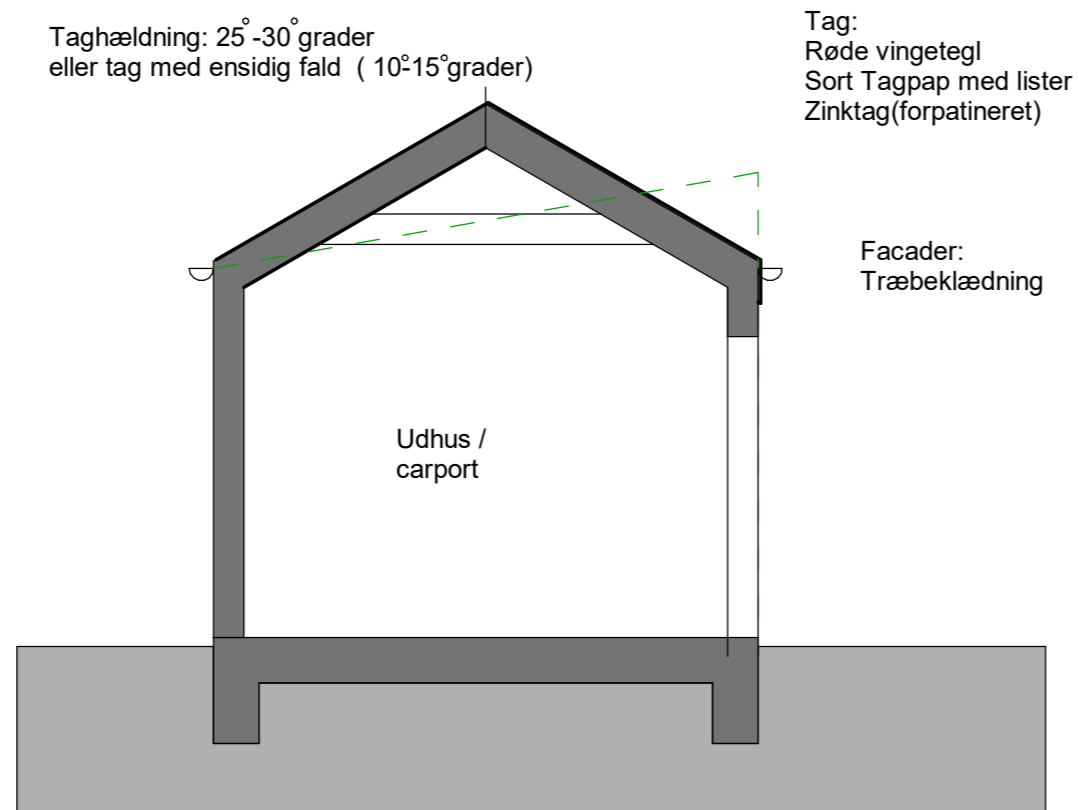 Taghældning: 25°-30°grader
eller tag med ensidig fald ( 10°-15°grader)
Tag:
Røde vingetegl
Sort Tagpap med lister
Zinktag(forpatineret)
Facader:
Træbeklædning
Udhus /
carport